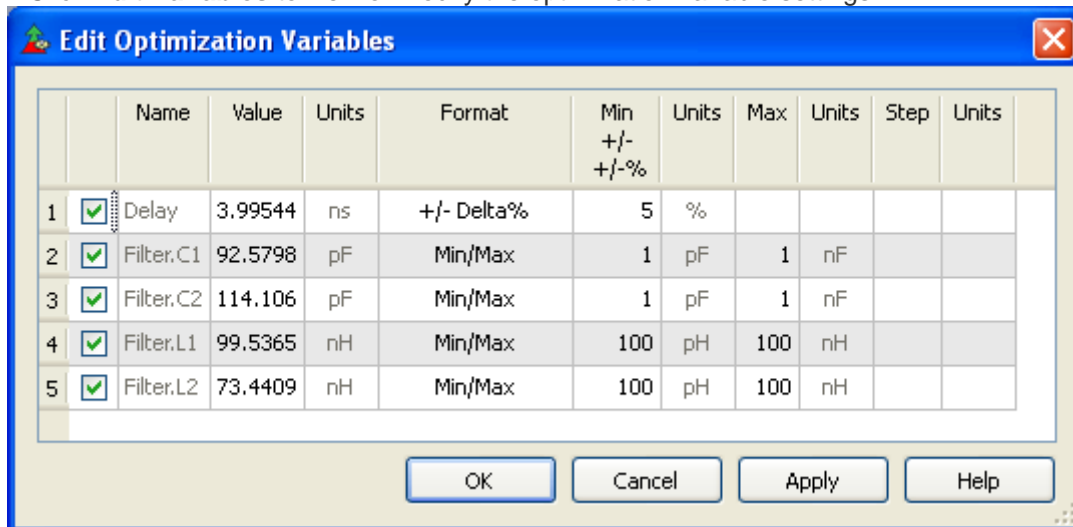 Edit Optimization Variables
Name Value Units Format Min +/- +/-% Units Max Units Step Units
1 Delay 3.99544 ns +/- Delta% 5 %
2 Filter.C1 92.5798 pF Min/Max 1 pF 1 nF
3 Filter.C2 114.106 pF Min/Max 1 pF 1 nF
4 Filter.L1 99.5365 nH Min/Max 100 pH 100 nH
5 Filter.L2 73.4409 nH Min/Max 100 pH 100 nH
OK Cancel Apply Help